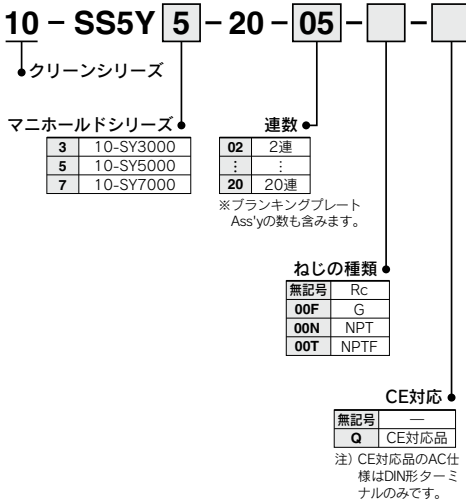 10 − SS5Y 5 − 20 − 05 − −
クリーンシリーズ
マニホールドシリーズ
3 10-SY3000
5 10-SY5000
7 10-SY7000
連数
02 2連
⋮ ⋮
20 20連
※ブランキングプレート
Ass'yの数も含みます。
ねじの種類
無記号 Rc
00F G
00N NPT
00T NPTF
CE対応
無記号 —
Q CE対応品
注) CE対応品のAC仕
様はDIN形ターミ
ナルのみです。